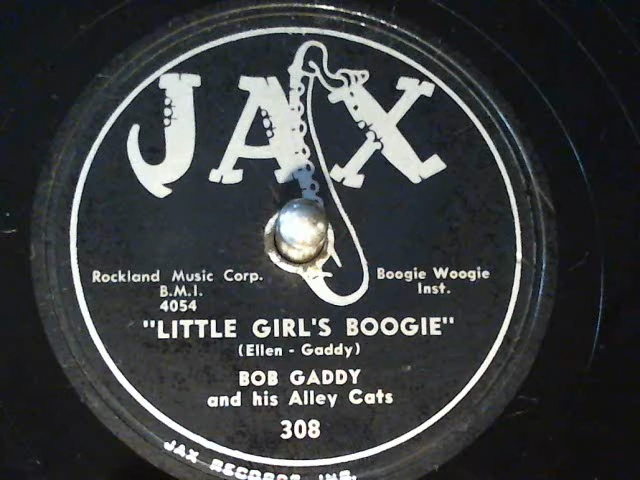 JAX
Rockland Music Corp.
B.M.I.
4054
Boogie Woogie
Inst.
"LITTLE GIRL'S BOOGIE"
(Ellen - Gaddy)
BOB GADDY
and his Alley Cats
308
JAX RECORDS INC.